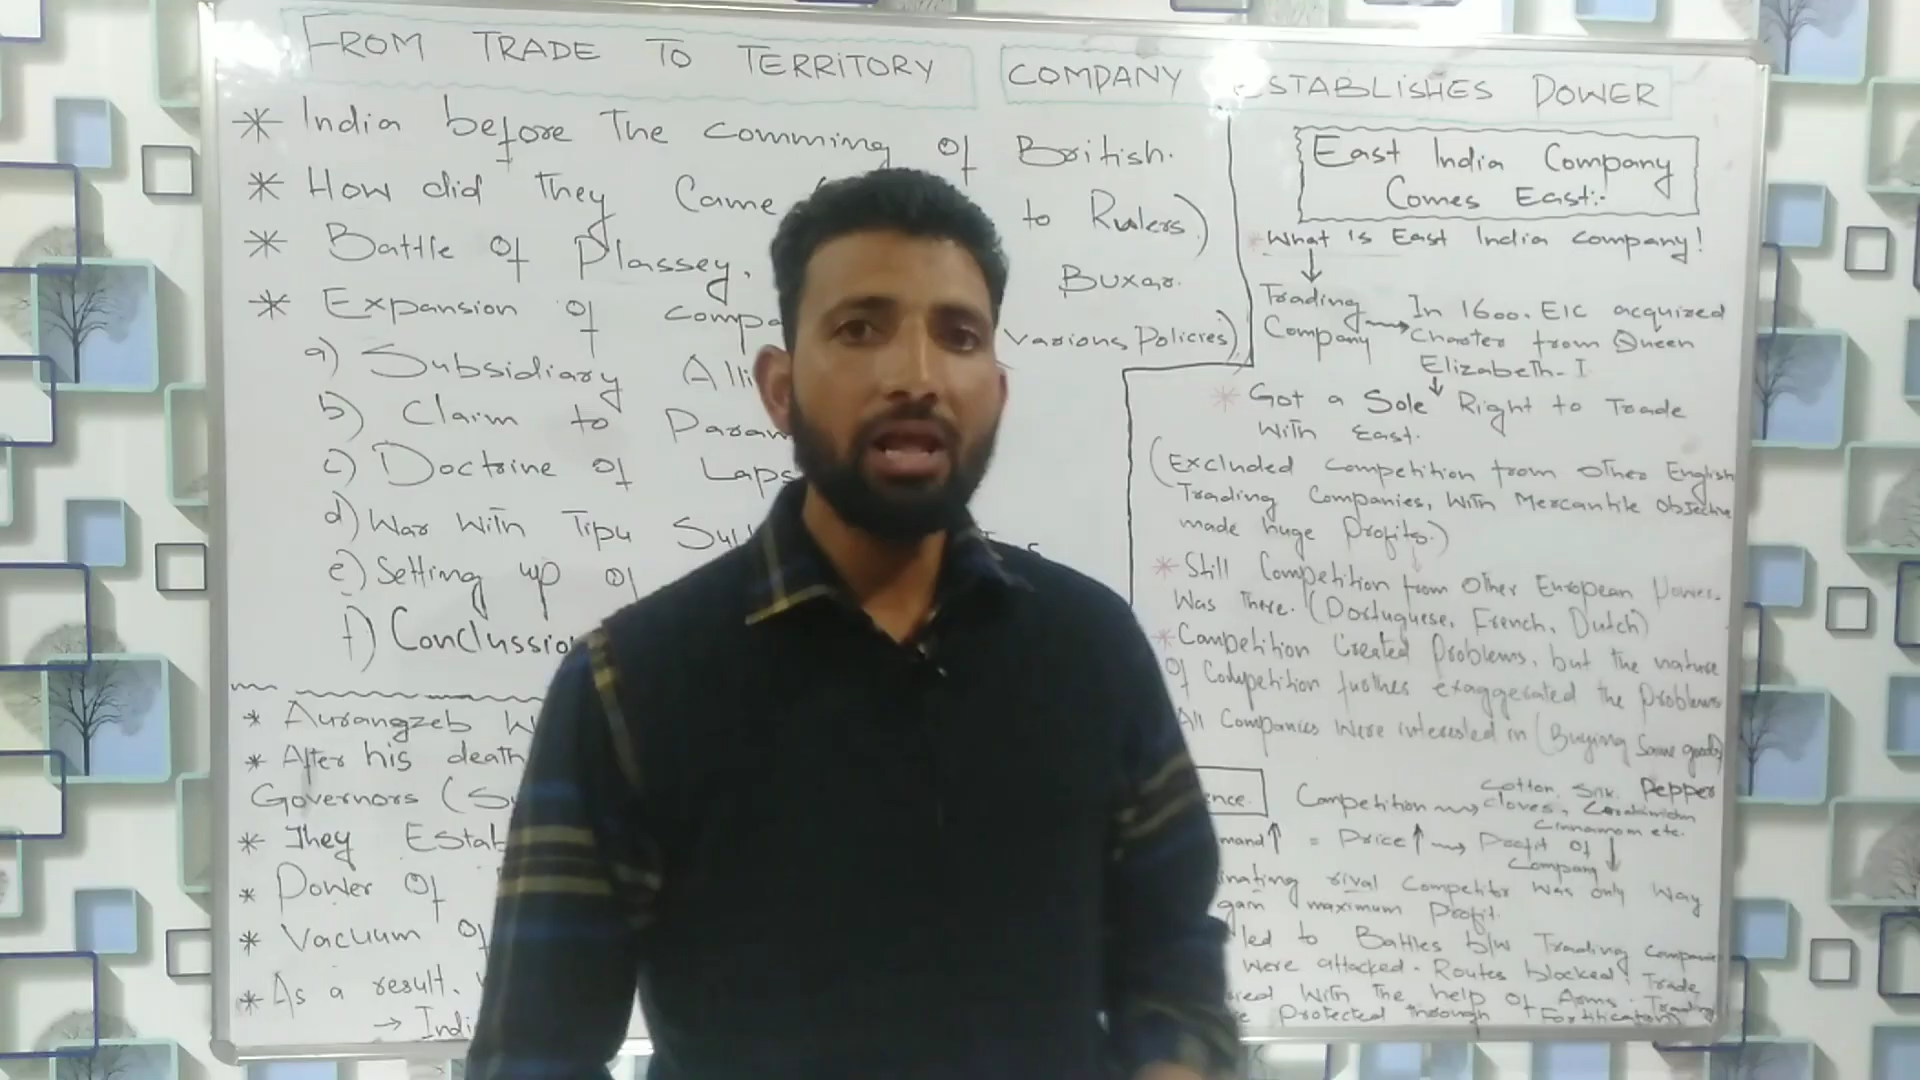 FROM TRADE TO TERRITORY
COMPANY ESTABLISHES POWER
* India before The comming of British.
* How did they Came to Rulers)
* Battle Of Plassey, Buxar.
* Expansion of compa various Policies)
a) Subsidiary Alli
b) Claim to Param
c) Doctrine of Laps
d) War With Tipu Sul
e) Setting up of
f) Conclussio
* Aurangzeb W
* After his death
Governors (Su
* They Estab
* Power Of
* Vacuum Of
* As a result,
→ Indi
East India Company
Comes East:-
* What is East India Company!
↓
Trading Company → In 1600. EIC acquired
Charter from Queen
Elizabeth-I
↓
* Got a Sole Right to Trade
With East.
(Excluded Competition from other English
Trading Companies, With Mercantile objective
made huge Profits.)
* Still Competition from Other European Power.
Was There. (Portuguese, French, Dutch)
* Competition Created Problems, but the nature
Of Competition further exaggerated the Problems
All Companies Were interested in (Buying Same goods)
ence. Competition → Cotton, Silk, Pepper
cloves,
Cinnamom etc.
mand↑ = Price↑ → Profit Of ↓
Company
inating rival Competitor was only Way
gain maximum Profit.
led to Battles b/w Trading Companie
Were attacked. Routes blocked. Trade
ried With The help Of Arms. Trading
e Protected through Fortification